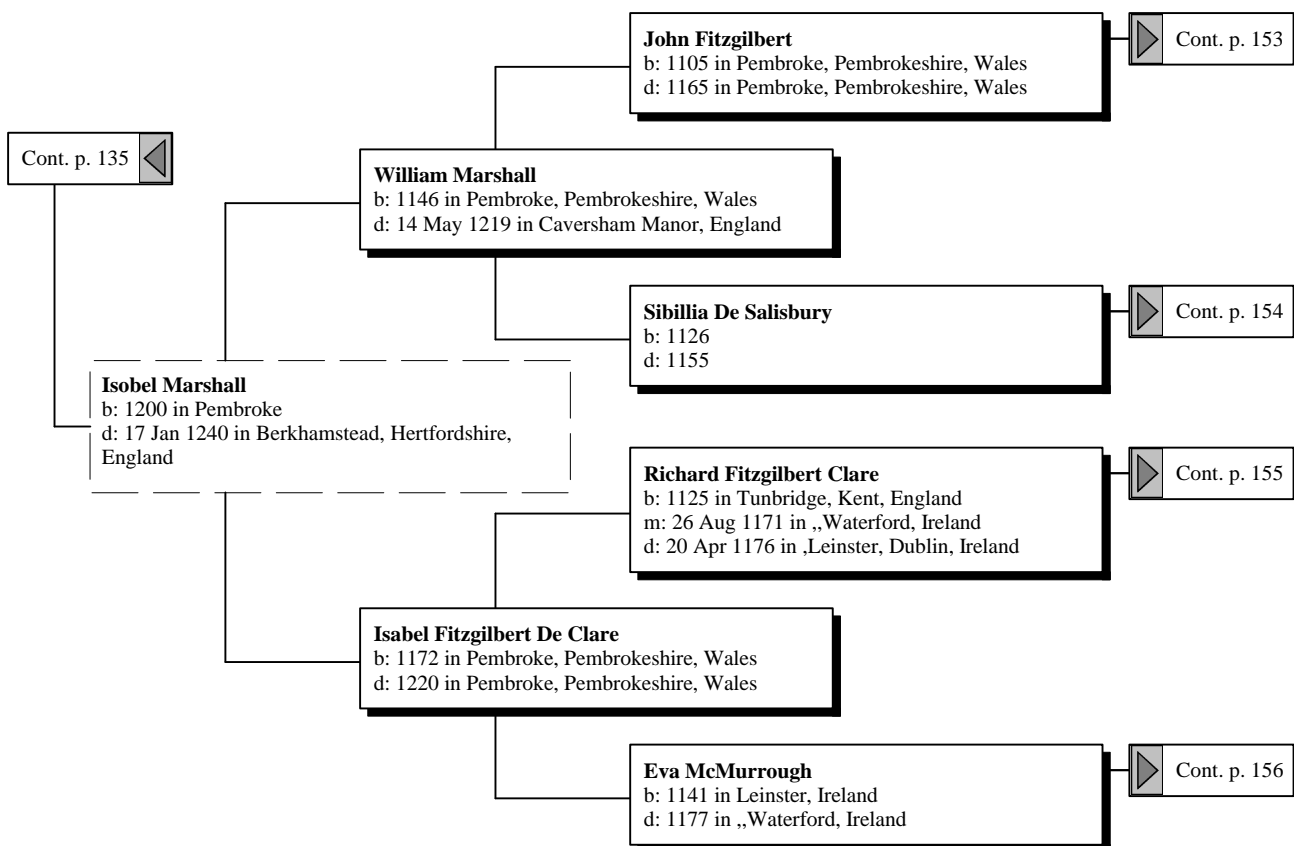 John Fitzgilbert
b: 1105 in Pembroke, Pembrokeshire, Wales
d: 1165 in Pembroke, Pembrokeshire, Wales
Cont. p. 153
Cont. p. 135
William Marshall
b: 1146 in Pembroke, Pembrokeshire, Wales
d: 14 May 1219 in Caversham Manor, England
Sibillia De Salisbury
b: 1126
d: 1155
Cont. p. 154
Isobel Marshall
b: 1200 in Pembroke
d: 17 Jan 1240 in Berkhamstead, Hertfordshire,
England
Richard Fitzgilbert Clare
b: 1125 in Tunbridge, Kent, England
m: 26 Aug 1171 in ,,Waterford, Ireland
d: 20 Apr 1176 in ,Leinster, Dublin, Ireland
Cont. p. 155
Isabel Fitzgilbert De Clare
b: 1172 in Pembroke, Pembrokeshire, Wales
d: 1220 in Pembroke, Pembrokeshire, Wales
Eva McMurrough
b: 1141 in Leinster, Ireland
d: 1177 in ,,Waterford, Ireland
Cont. p. 156